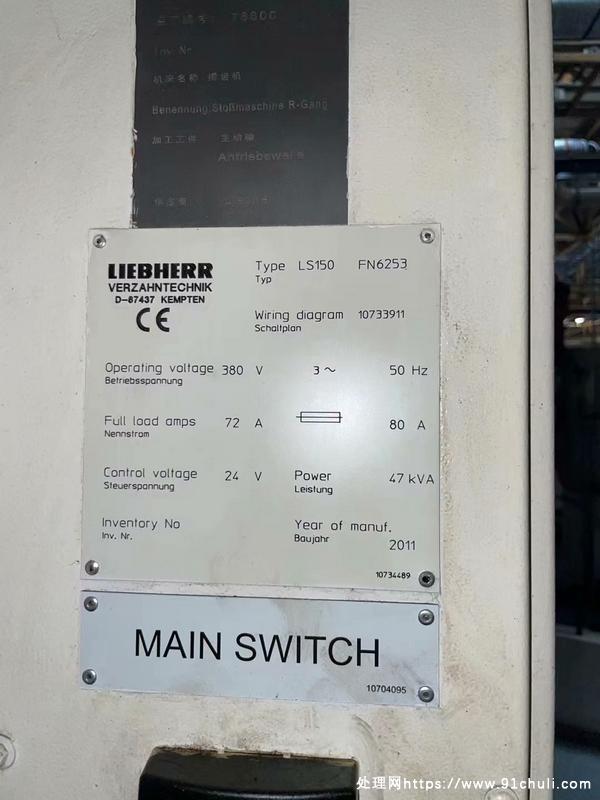 Inv. Nr.
机床名称 插齿机
Benennung Stoßmaschine R-Gang
加工工件 主动轴
LIEBHERR
VERZAHNTECHNIK
D-87437 KEMPTEN
CE
Type LS150 FN6253
Typ
Wiring diagram 10733911
Schaltplan
Operating voltage 380 V 3 ~ 50 Hz
Betriebsspannung
Full load amps 72 A 80 A
Nennstrom
Control voltage 24 V Power 47 kVA
Steuerspannung Leistung
Inventory No Year of manuf.
Inv. Nr. Baujahr 2011
10734489
MAIN SWITCH
10704095
处理网https://www.91chuli.com